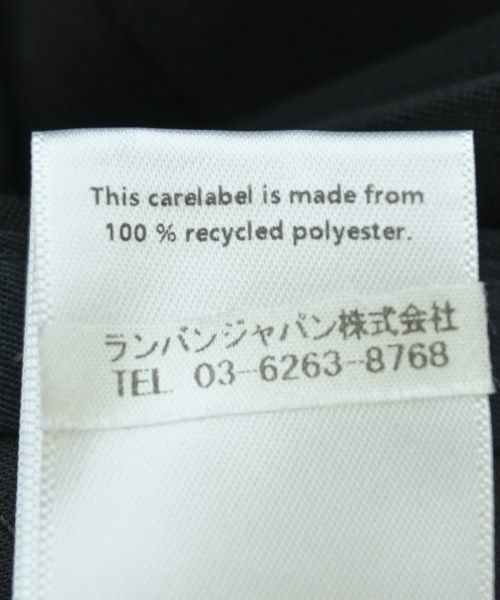 This carelabel is made from
100 % recycled polyester.
ランバンジャパン株式会社
TEL 03-6263-8768